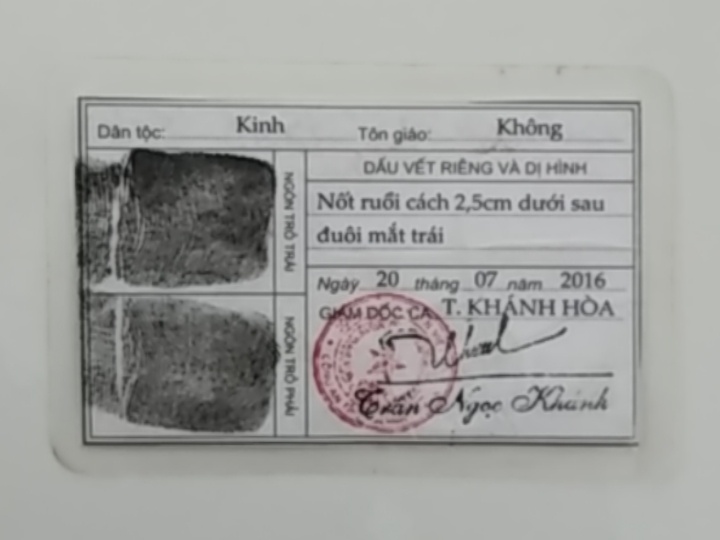 Dân tộc: Kinh Tôn giáo: Không
NGÓN TRỎ TRÁI
NGÓN TRỎ PHẢI
DẤU VẾT RIÊNG VÀ DỊ HÌNH
Nốt ruồi cách 2,5cm dưới sau
đuôi mắt trái
Ngày 20 tháng 07 năm 2016
GIÁM ĐỐC CA T. KHÁNH HÒA
Trần Ngọc Khánh